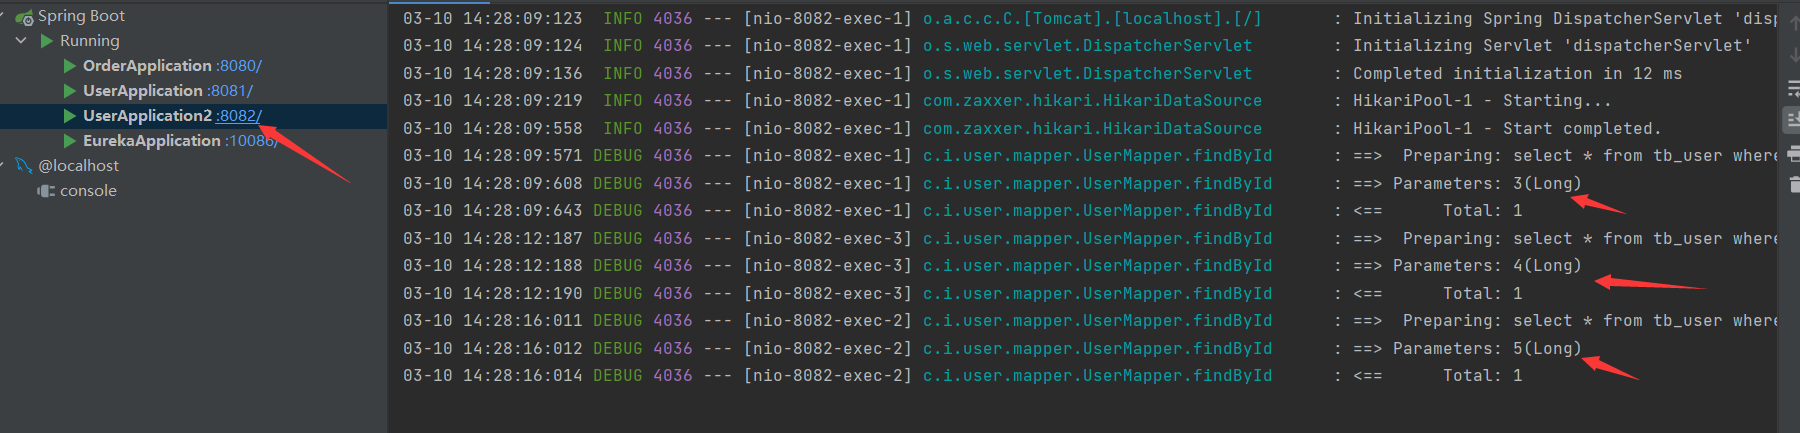 Spring Boot
Running
OrderApplication :8080/
UserApplication :8081/
UserApplication2 :8082/
EurekaApplication :10086/
@localhost
console
03-10 14:28:09:123  INFO 4036 --- [nio-8082-exec-1] o.a.c.c.C.[Tomcat].[localhost].[/]       : Initializing Spring DispatcherServlet 'disp
03-10 14:28:09:124  INFO 4036 --- [nio-8082-exec-1] o.s.web.servlet.DispatcherServlet        : Initializing Servlet 'dispatcherServlet'
03-10 14:28:09:136  INFO 4036 --- [nio-8082-exec-1] o.s.web.servlet.DispatcherServlet        : Completed initialization in 12 ms
03-10 14:28:09:219  INFO 4036 --- [nio-8082-exec-1] com.zaxxer.hikari.HikariDataSource       : HikariPool-1 - Starting...
03-10 14:28:09:558  INFO 4036 --- [nio-8082-exec-1] com.zaxxer.hikari.HikariDataSource       : HikariPool-1 - Start completed.
03-10 14:28:09:571 DEBUG 4036 --- [nio-8082-exec-1] c.i.user.mapper.UserMapper.findById      : ==>  Preparing: select * from tb_user where
03-10 14:28:09:608 DEBUG 4036 --- [nio-8082-exec-1] c.i.user.mapper.UserMapper.findById      : ==> Parameters: 3(Long)
03-10 14:28:09:643 DEBUG 4036 --- [nio-8082-exec-1] c.i.user.mapper.UserMapper.findById      : <==      Total: 1
03-10 14:28:12:187 DEBUG 4036 --- [nio-8082-exec-3] c.i.user.mapper.UserMapper.findById      : ==>  Preparing: select * from tb_user where
03-10 14:28:12:188 DEBUG 4036 --- [nio-8082-exec-3] c.i.user.mapper.UserMapper.findById      : ==> Parameters: 4(Long)
03-10 14:28:12:190 DEBUG 4036 --- [nio-8082-exec-3] c.i.user.mapper.UserMapper.findById      : <==      Total: 1
03-10 14:28:16:011 DEBUG 4036 --- [nio-8082-exec-2] c.i.user.mapper.UserMapper.findById      : ==>  Preparing: select * from tb_user where
03-10 14:28:16:012 DEBUG 4036 --- [nio-8082-exec-2] c.i.user.mapper.UserMapper.findById      : ==> Parameters: 5(Long)
03-10 14:28:16:014 DEBUG 4036 --- [nio-8082-exec-2] c.i.user.mapper.UserMapper.findById      : <==      Total: 1